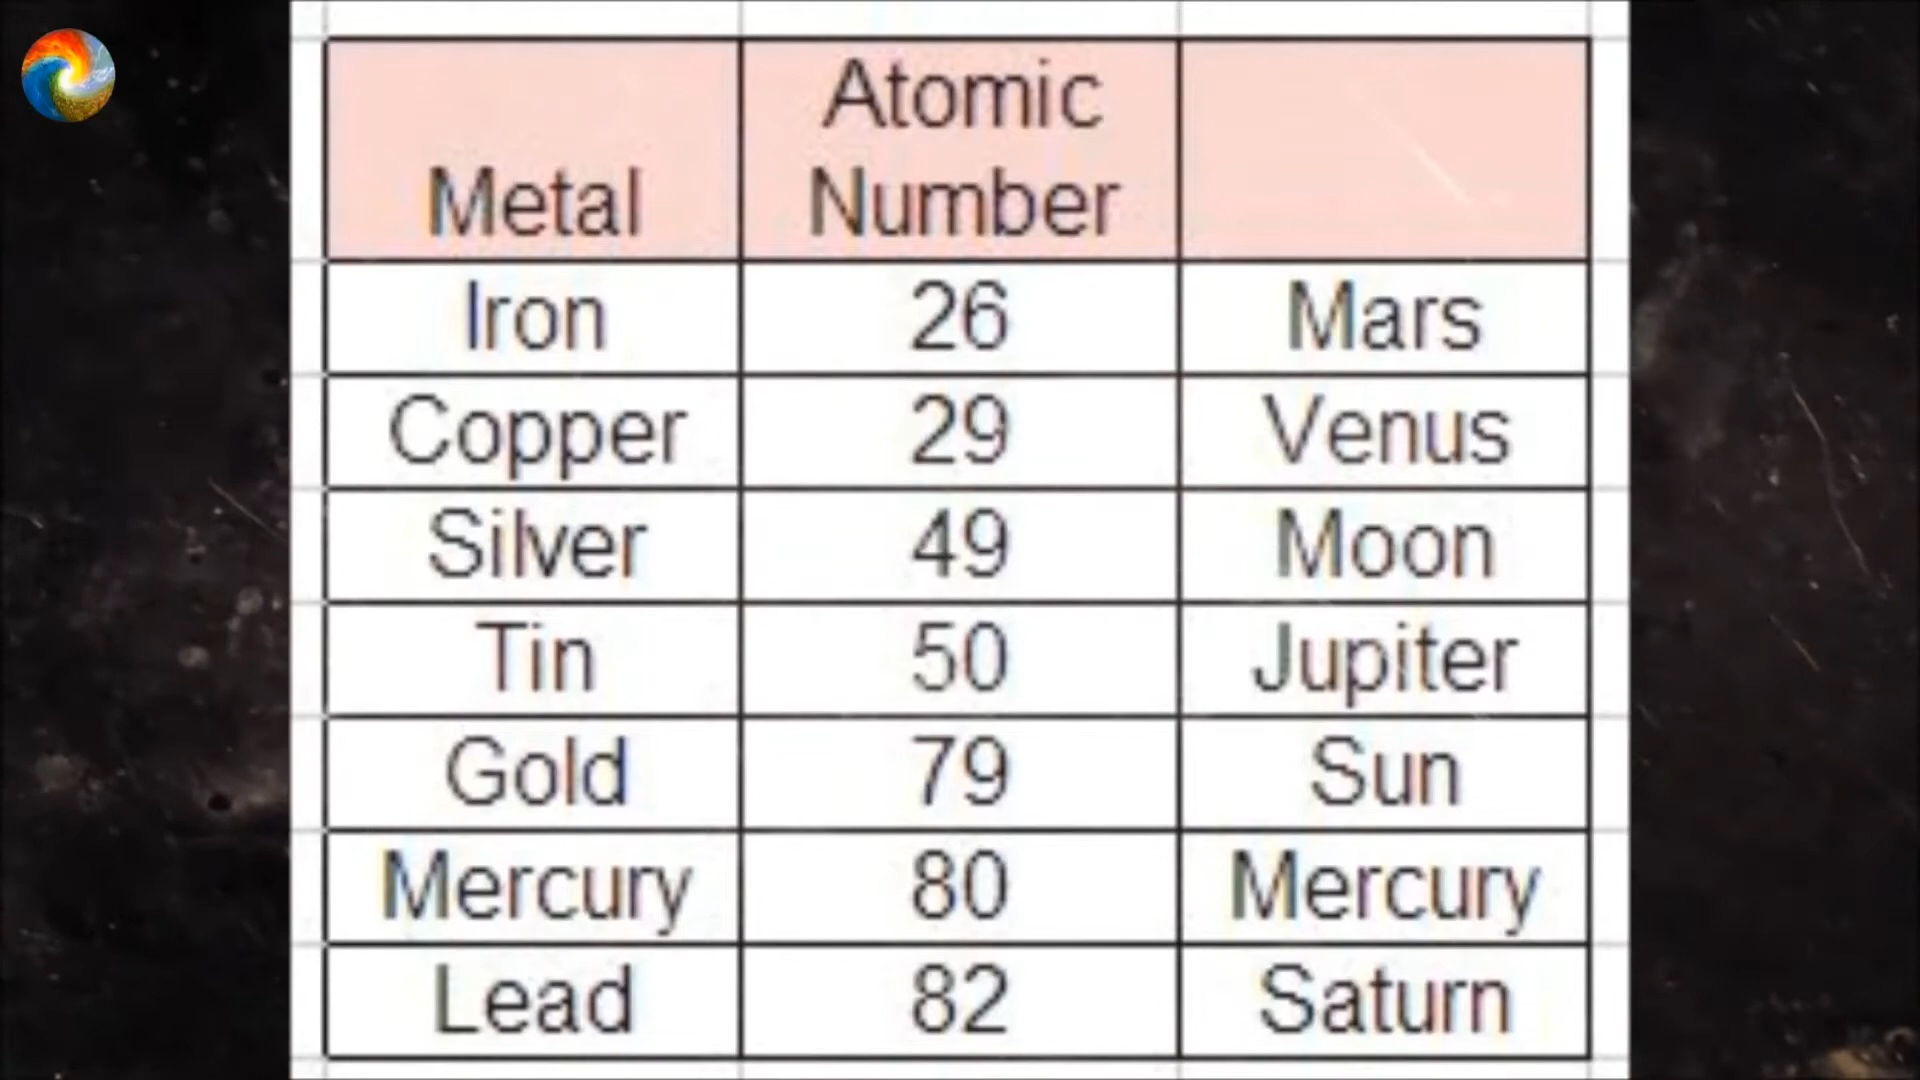 Metal Atomic Number
Iron 26 Mars
Copper 29 Venus
Silver 49 Moon
Tin 50 Jupiter
Gold 79 Sun
Mercury 80 Mercury
Lead 82 Saturn